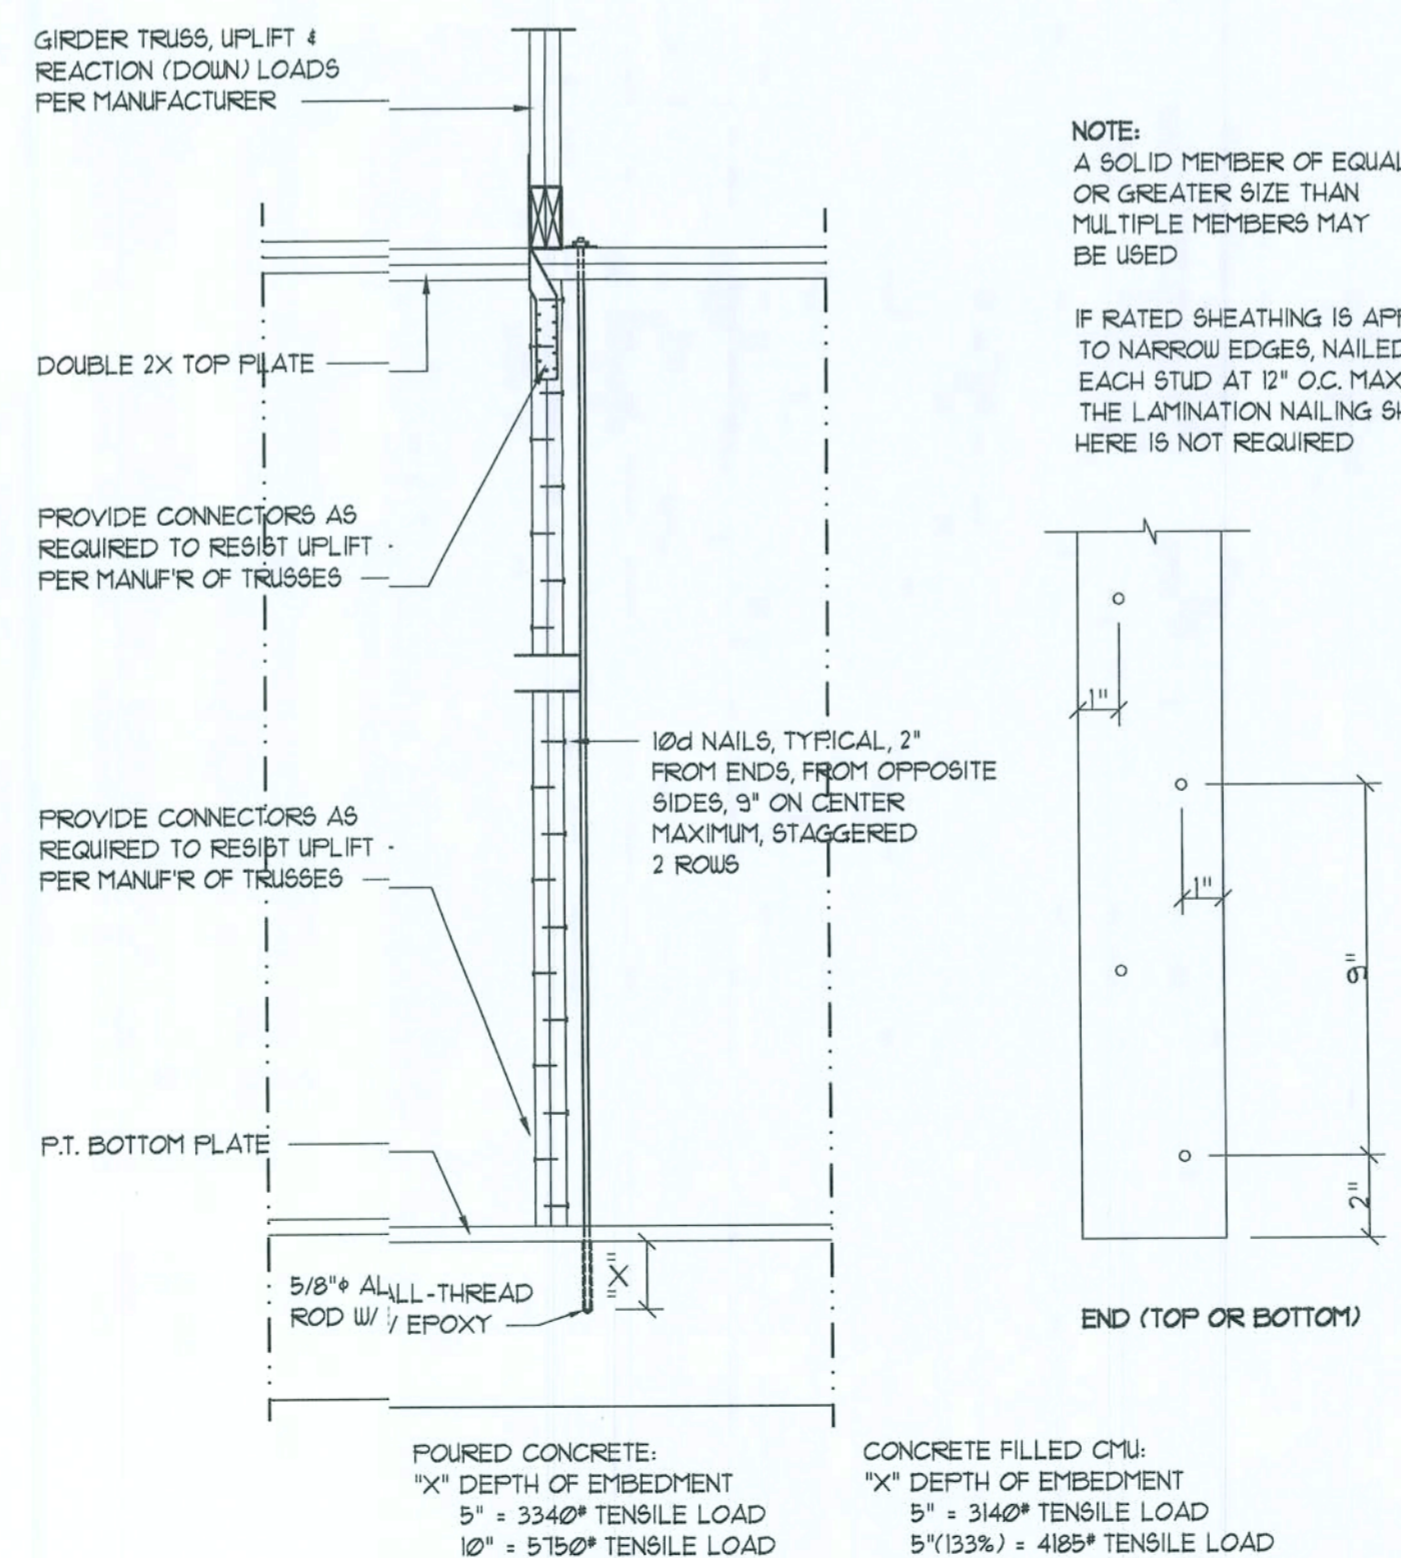 GIRDER TRUSS, UPLIFT &
REACTION (DOWN) LOADS
PER MANUFACTURER
DOUBLE 2X TOP PLATE
PROVIDE CONNECTORS AS
REQUIRED TO RESIST UPLIFT
PER MANUF'R OF TRUSSES
PROVIDE CONNECTORS AS
REQUIRED TO RESIST UPLIFT
PER MANUF'R OF TRUSSES
P.T. BOTTOM PLATE
5/8"φ ALL-THREAD
ROD W/ EPOXY
"X"
10d NAILS, TYPICAL, 2"
FROM ENDS, FROM OPPOSITE
SIDES, 9" ON CENTER
MAXIMUM, STAGGERED
2 ROWS
NOTE:
A SOLID MEMBER OF EQUAL
OR GREATER SIZE THAN
MULTIPLE MEMBERS MAY
BE USED
IF RATED SHEATHING IS
TO NARROW EDGES, NAILED
EACH STUD AT 12" O.C. MAX
THE LAMINATION NAILING
HERE IS NOT REQUIRED
1"
1"
9"
2"
END (TOP OR BOTTOM)
POURED CONCRETE:
"X" DEPTH OF EMBEDMENT
5" = 3340# TENSILE LOAD
10" = 5750# TENSILE LOAD
CONCRETE FILLED CMU:
"X" DEPTH OF EMBEDMENT
5" = 3140# TENSILE LOAD
5"(133%) = 4185# TENSILE LOAD